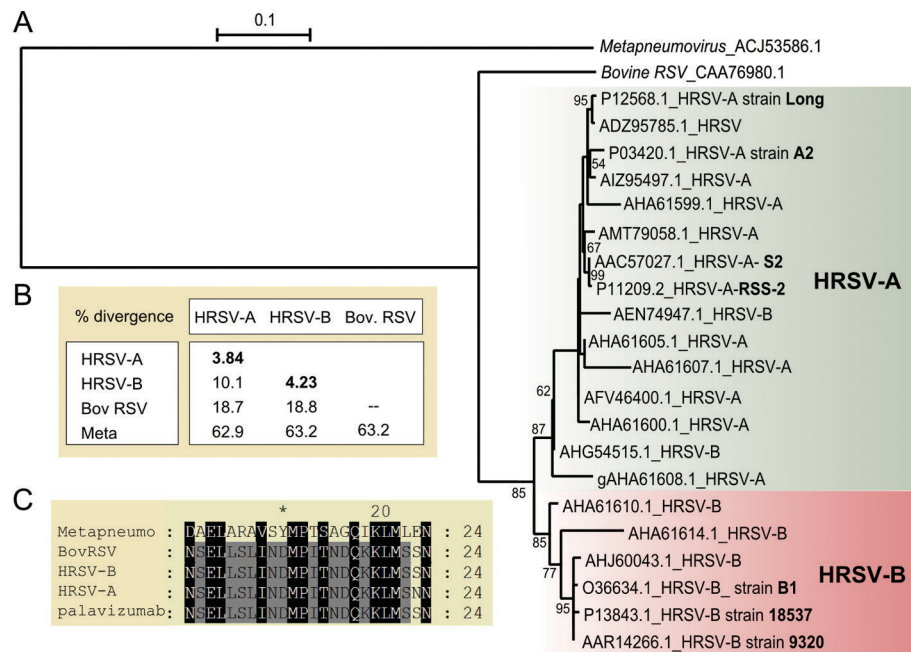 A
0.1
Metapneumovirus_ACJ53586.1
Bovine RSV_CAA76980.1
95
P12568.1_HRSV-A strain Long
ADZ95785.1_HRSV
P03420.1_HRSV-A strain A2
54
AIZ95497.1_HRSV-A
AHA61599.1_HRSV-A
AMT79058.1_HRSV-A
67
AAC57027.1_HRSV-A- S2
99
P11209.2_HRSV-A-RSS-2
HRSV-A
AEN74947.1_HRSV-B
AHA61605.1_HRSV-A
AHA61607.1_HRSV-A
62
AFV46400.1_HRSV-A
AHA61600.1_HRSV-A
87
AHG54515.1_HRSV-B
gAHA61608.1_HRSV-A
85
AHA61610.1_HRSV-B
85
AHA61614.1_HRSV-B
77
AHJ60043.1_HRSV-B
HRSV-B
O36634.1_HRSV-B_ strain B1
95
P13843.1_HRSV-B strain 18537
AAR14266.1_HRSV-B strain 9320
B
% divergence HRSV-A HRSV-B Bov. RSV
HRSV-A 3.84
HRSV-B 10.1 4.23
Bov RSV 18.7 18.8 --
Meta 62.9 63.2 63.2
C
* 20
Metapneumo : DAELARAVSYMPTSAGQIKLMLEN : 24
BovRSV : NSELLSLINDMPITNDQKKLMSSN : 24
HRSV-B : NSELLSLINDMPITNDQKKLMSSN : 24
HRSV-A : NSELLSLINDMPITNDQKKLMSSN : 24
palavizumab: NSELLSLINDMPITNDQKKLMSSN : 24